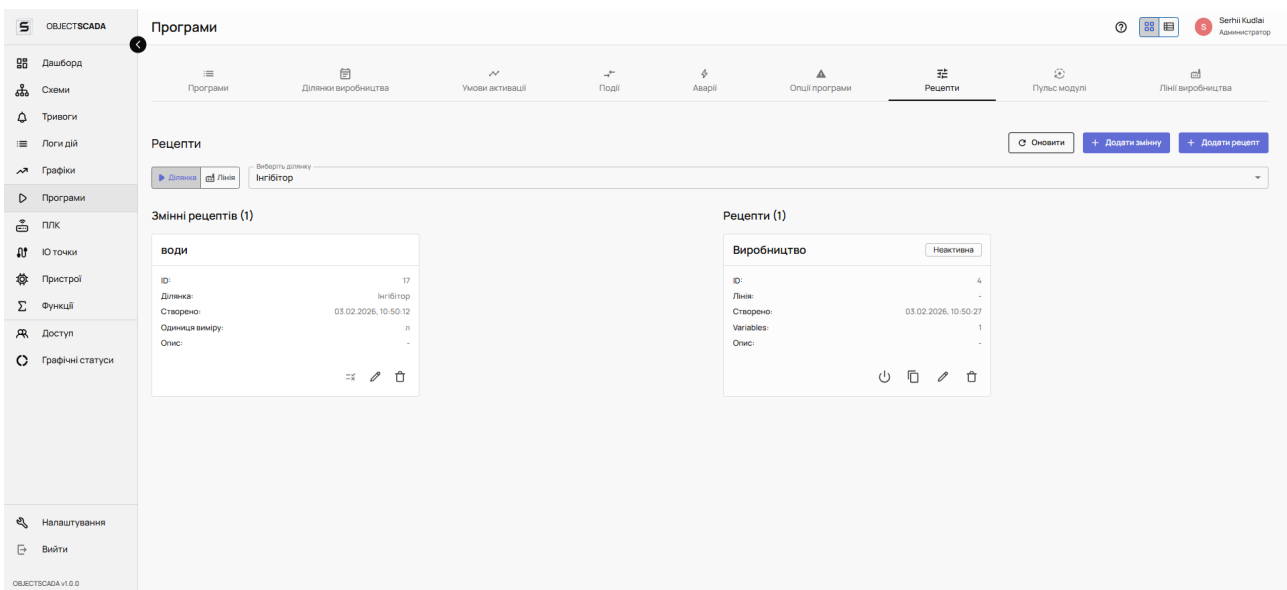 OBJECTSCADA
Програми
Serhii Kudlai
Администратор
S
Дашборд
Схеми
Тривоги
Логи дій
Графіки
Програми
ПЛК
IO точки
Пристрої
Функції
Доступ
Графічні статуси
Налаштування
Вийти
OBJECTSCADA v1.0.0
Програми
Ділянки виробництва
Умови активації
Події
Аварії
Опції програми
Рецепти
Пульс модулі
Лінії виробництва
Рецепти
Оновити
+ Додати змінну
+ Додати рецепт
Ділянка
Лінія
Виберіть ділянку
Інгібітор
Змінні рецептів (1)
води
ID: 17
Ділянка: Інгібітор
Створено: 03.02.2026, 10:50:12
Одиниця виміру: л
Опис: -
Рецепти (1)
Виробництво
Неактивна
ID: 4
Лінія: -
Створено: 03.02.2026, 10:50:27
Variables: 1
Опис: -